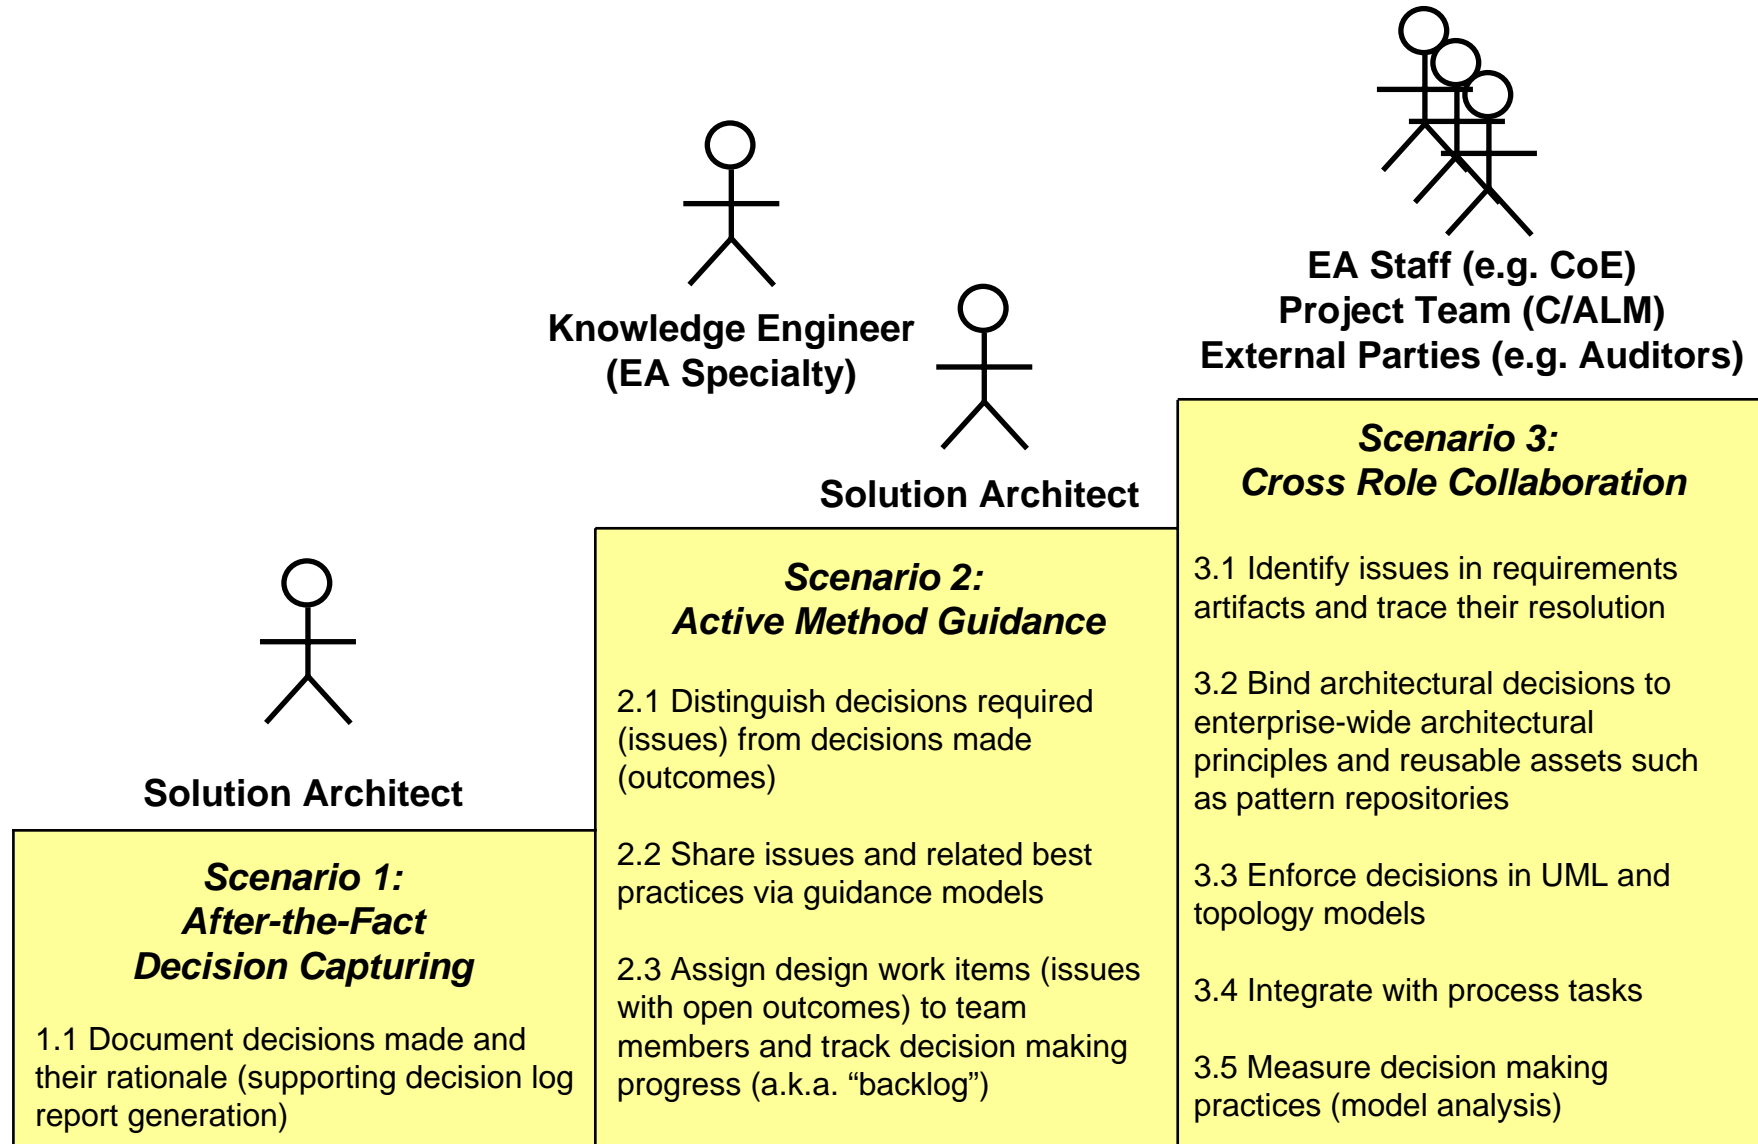 EA Staff (e.g. CoE)
Project Team (C/ALM)
External Parties (e.g. Auditors)
Knowledge Engineer
(EA Specialty)
Solution Architect
Solution Architect
Scenario 1:
After-the-Fact
Decision Capturing
1.1 Document decisions made and
their rationale (supporting decision log
report generation)
Scenario 2:
Active Method Guidance
2.1 Distinguish decisions required
(issues) from decisions made
(outcomes)
2.2 Share issues and related best
practices via guidance models
2.3 Assign design work items (issues
with open outcomes) to team
members and track decision making
progress (a.k.a. “backlog”)
Scenario 3:
Cross Role Collaboration
3.1 Identify issues in requirements
artifacts and trace their resolution
3.2 Bind architectural decisions to
enterprise-wide architectural
principles and reusable assets such
as pattern repositories
3.3 Enforce decisions in UML and
topology models
3.4 Integrate with process tasks
3.5 Measure decision making
practices (model analysis)